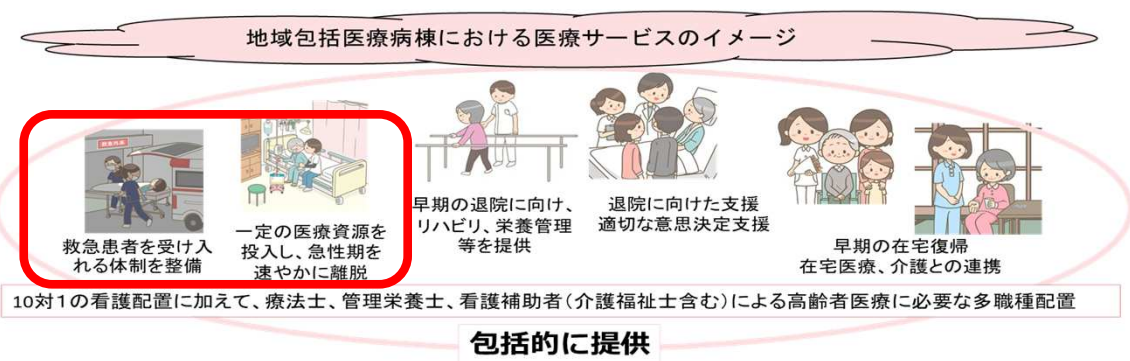 地域包括医療病棟における医療サービスのイメージ
救急患者を受け入
れる体制を整備
一定の医療資源を
投入し、急性期を
速やかに離脱
早期の退院に向け、
リハビリ、栄養管理
等を提供
退院に向けた支援
適切な意思決定支援
早期の在宅復帰
在宅医療、介護との連携
10対1の看護配置に加えて、療法士、管理栄養士、看護補助者(介護福祉士含む)による高齢者医療に必要な多職種配置
包括的に提供